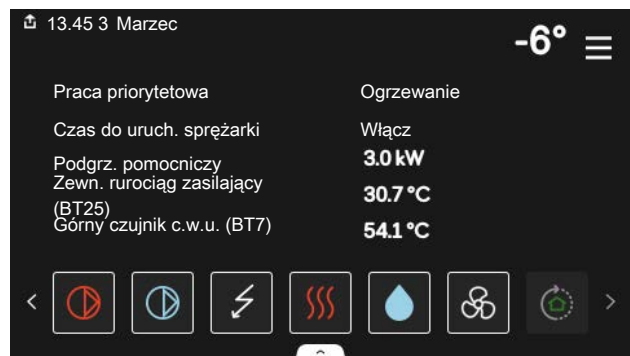 13.45 3 Marzec
-6°
Praca priorytetowa Ogrzewanie
Czas do uruch. sprężarki Włącz
Podgrz. pomocniczy 3.0 kW
Zewn. rurociąg zasilający
(BT25) 30.7 °C
Górny czujnik c.w.u. (BT7) 54.1 °C